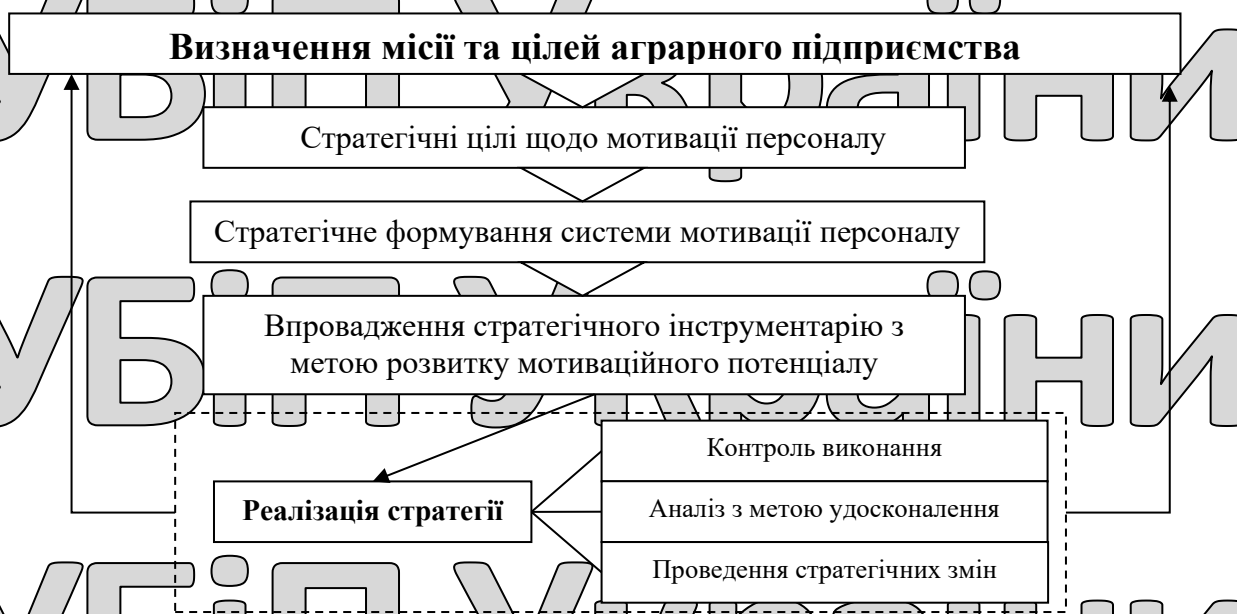 Визначення місії та цілей аграрного підприємства
Стратегічні цілі щодо мотивації персоналу
Стратегічне формування системи мотивації персоналу
Впровадження стратегічного інструментарію з
метою розвитку мотиваційного потенціалу
Контроль виконання
Реалізація стратегії
Аналіз з метою удосконалення
Проведення стратегічних змін